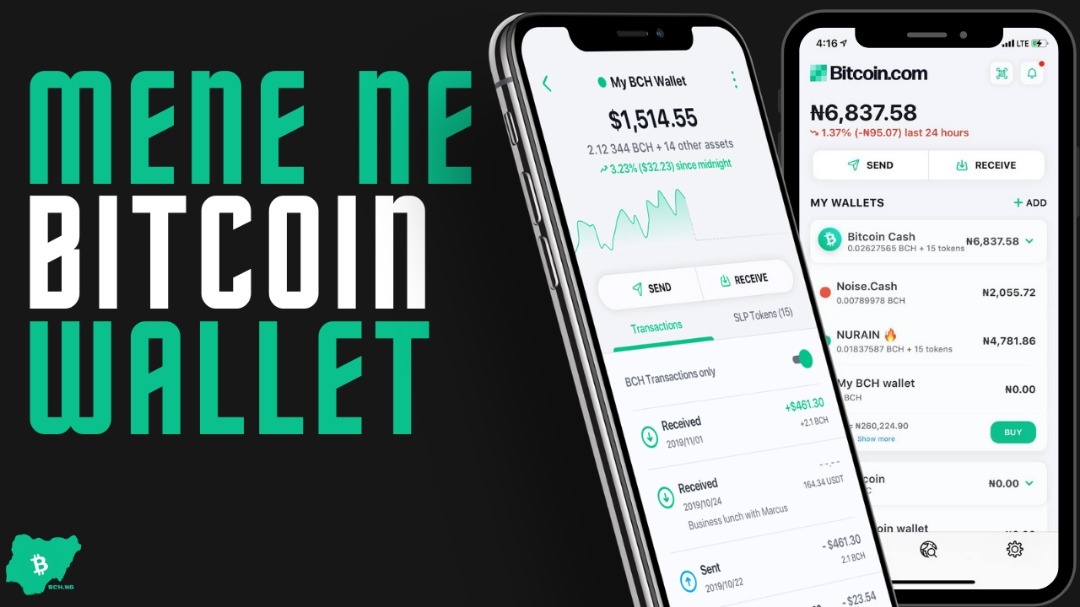 MENE NE
BITCOIN
WALLET
BCH.NG
My BCH Wallet
$1,514.55
2.12 344 BCH + 14 other assets
3.23% ($32.23) since midnight
SEND
RECEIVE
Transactions
SLP Tokens (15)
BCH Transactions only
Received
+$461.30
2019/11/01
+2.1 BCH
Received
--.--
2019/10/24
164.34 USDT
Business lunch with Marcus
Sent
- $461.30
2019/10/22
2.1 BCH
- $23.54
4:16
LTE
Bitcoin.com
₦6,837.58
1.37% (-₦95.07) last 24 hours
SEND
RECEIVE
MY WALLETS
+ ADD
Bitcoin Cash
₦6,837.58
0.02627565 BCH + 15 tokens
Noise.Cash
₦2,055.72
0.00789978 BCH
NURAIN 🔥
₦4,781.86
0.01837587 BCH + 15 tokens
My BCH wallet
₦0.00
BCH
= ₦260,224.90
Show more
BUY
coin
₦0.00
coin wallet